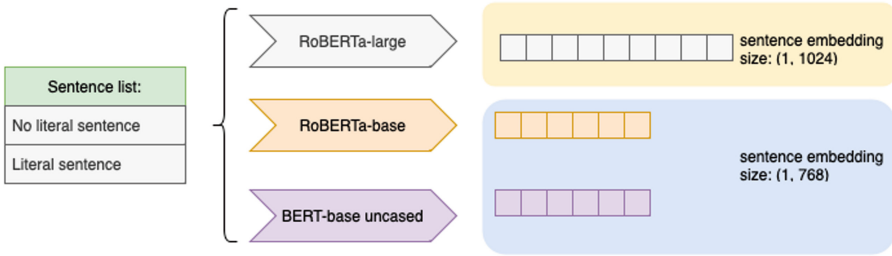 Sentence list:
No literal sentence
Literal sentence
RoBERTa-large
RoBERTa-base
BERT-base uncased
sentence embedding
size: (1, 1024)
sentence embedding
size: (1, 768)